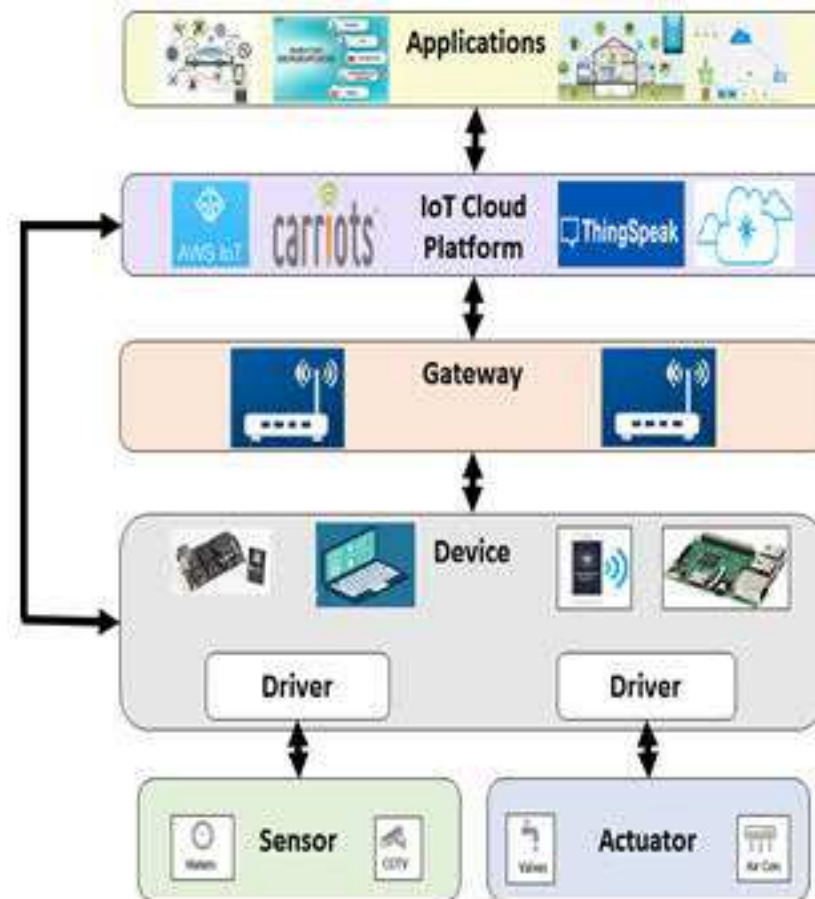 Applications
IoT Cloud
Platform
AWS IoT
carriots
ThingSpeak
Gateway
Device
Driver
Driver
Sensor
CCTV
Actuator
Valves
Air Con